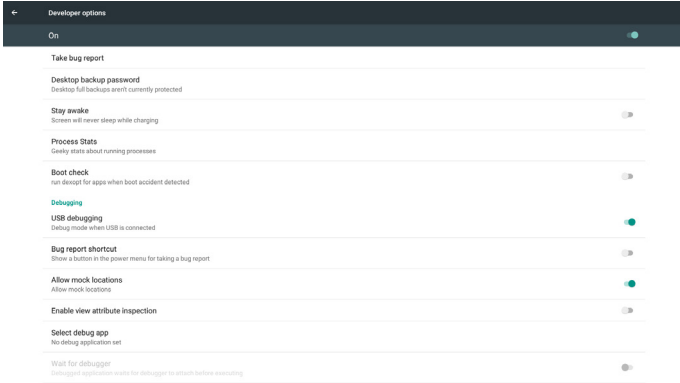 Developer options
On
Take bug report
Desktop backup password
Desktop full backups aren't currently protected
Stay awake
Screen will never sleep while charging
Process Stats
Geeky stats about running processes
Boot check
run dexopt for apps when boot accident detected
Debugging
USB debugging
Debug mode when USB is connected
Bug report shortcut
Show a button in the power menu for taking a bug report
Allow mock locations
Allow mock locations
Enable view attribute inspection
Select debug app
No debug application set
Wait for debugger
Debugged application waits for debugger to attach before executing